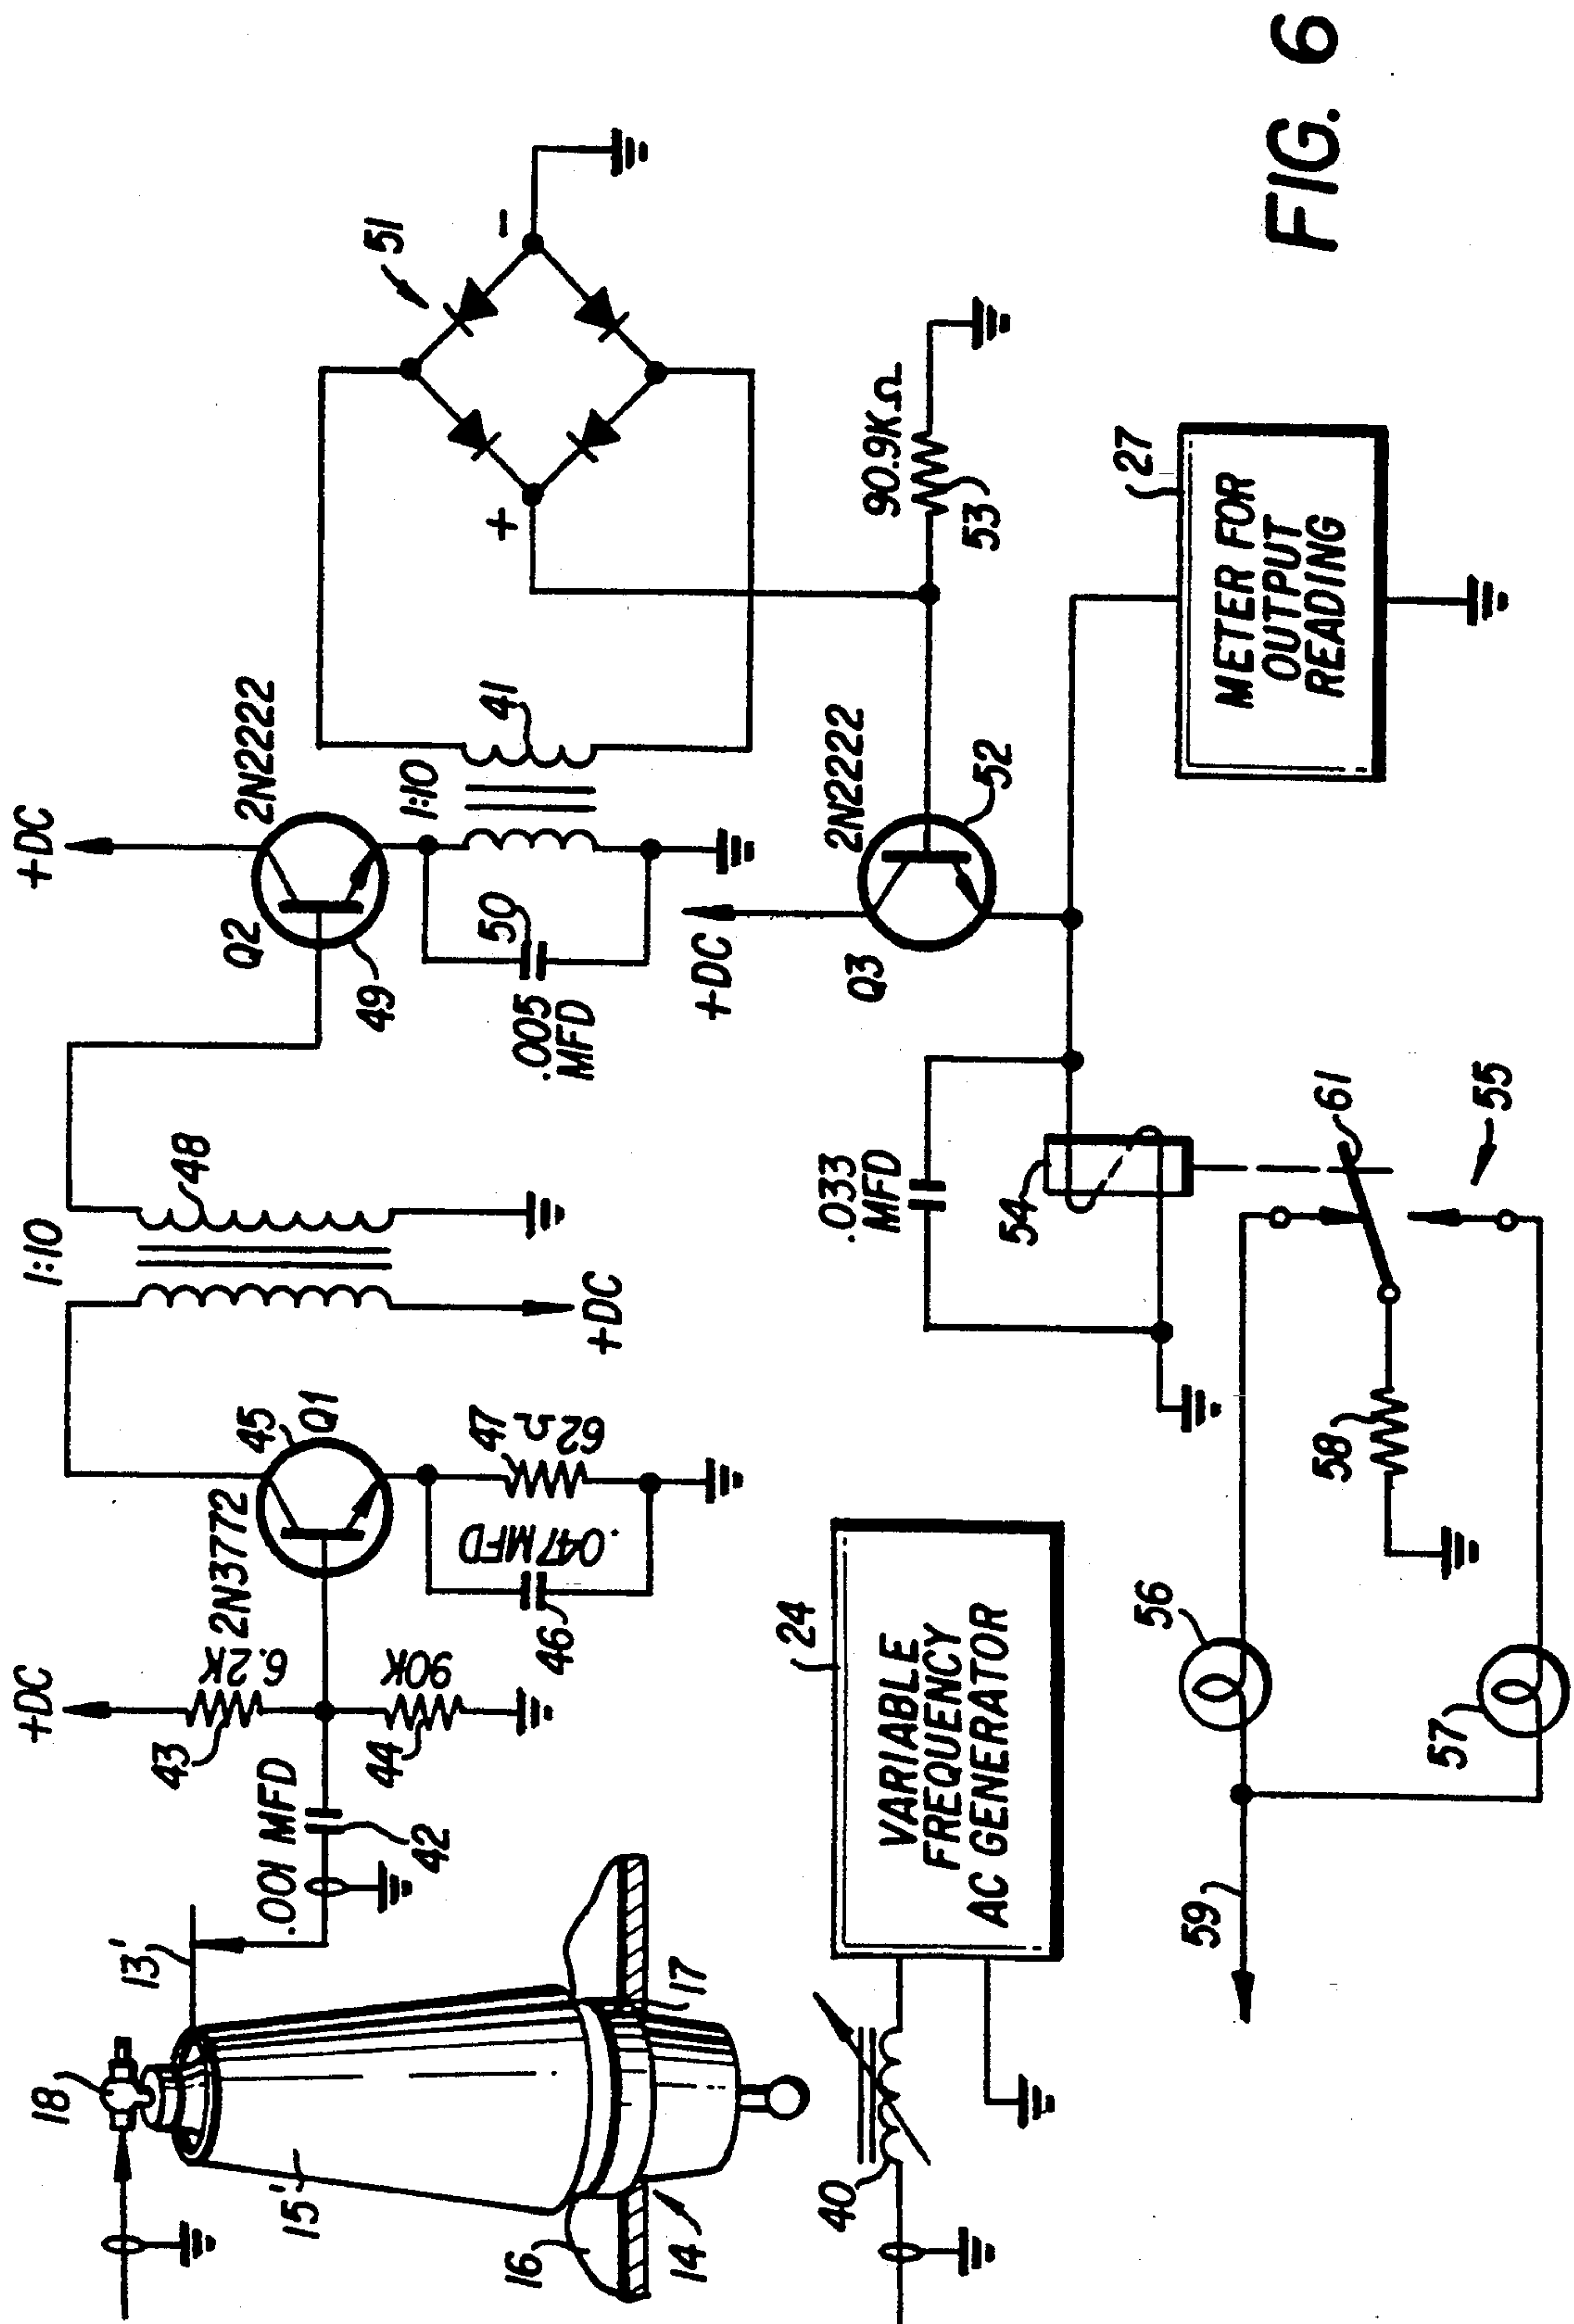 18
13'
15'
16
14
17
.001 MFD
42
+DC
43
6.2K
44
90K
2N3772
45
Q1
46
.047 MFD
47
62Ω
1:10
48
+DC
+DC
Q2
2N2222
49
.005
MFD
50
1:10
41
51
+
−
90.9KΩ
53
+DC
Q3
2N2222
52
.033
MFD
54
40
24
VARIABLE
FREQUENCY
AC GENERATOR
27
METER FOR
OUTPUT
READING
59
56
57
58
61
55
FIG. 6